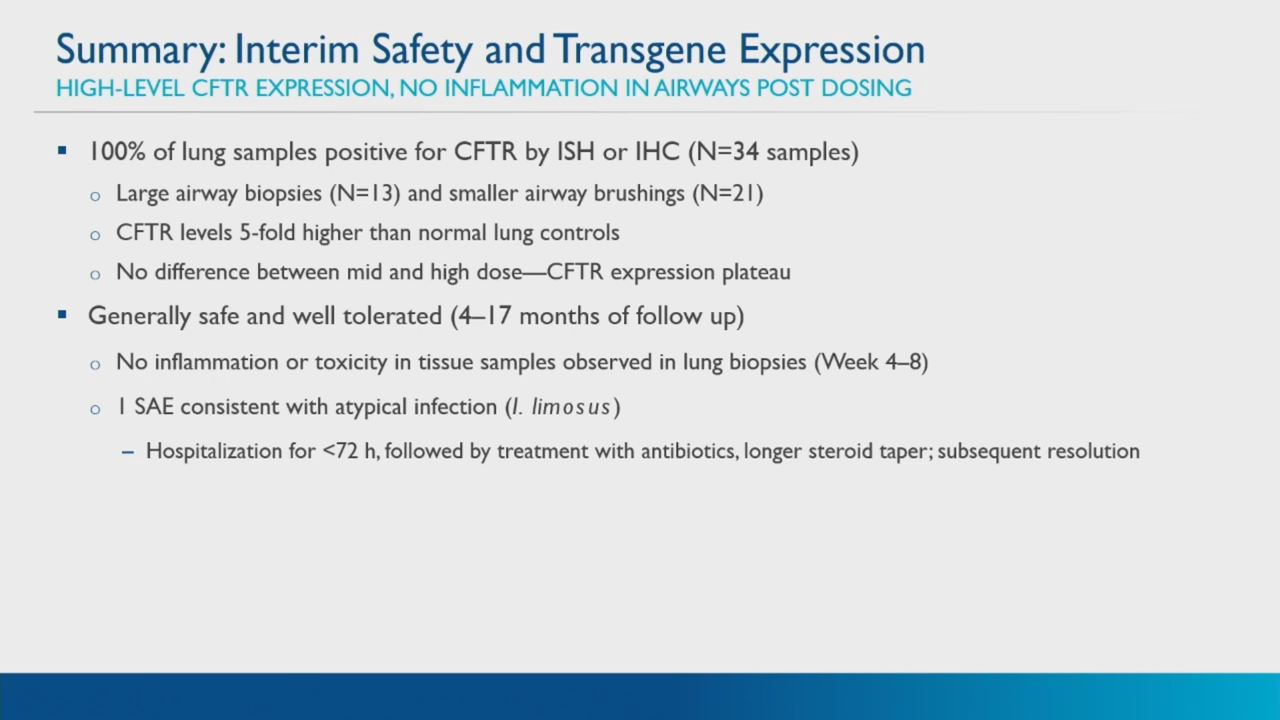 Summary: Interim Safety and Transgene Expression
HIGH-LEVEL CFTR EXPRESSION, NO INFLAMMATION IN AIRWAYS POST DOSING
▪ 100% of lung samples positive for CFTR by ISH or IHC (N=34 samples)
o Large airway biopsies (N=13) and smaller airway brushings (N=21)
o CFTR levels 5-fold higher than normal lung controls
o No difference between mid and high dose—CFTR expression plateau
▪ Generally safe and well tolerated (4–17 months of follow up)
o No inflammation or toxicity in tissue samples observed in lung biopsies (Week 4–8)
o 1 SAE consistent with atypical infection (I. limosus)
– Hospitalization for <72 h, followed by treatment with antibiotics, longer steroid taper; subsequent resolution